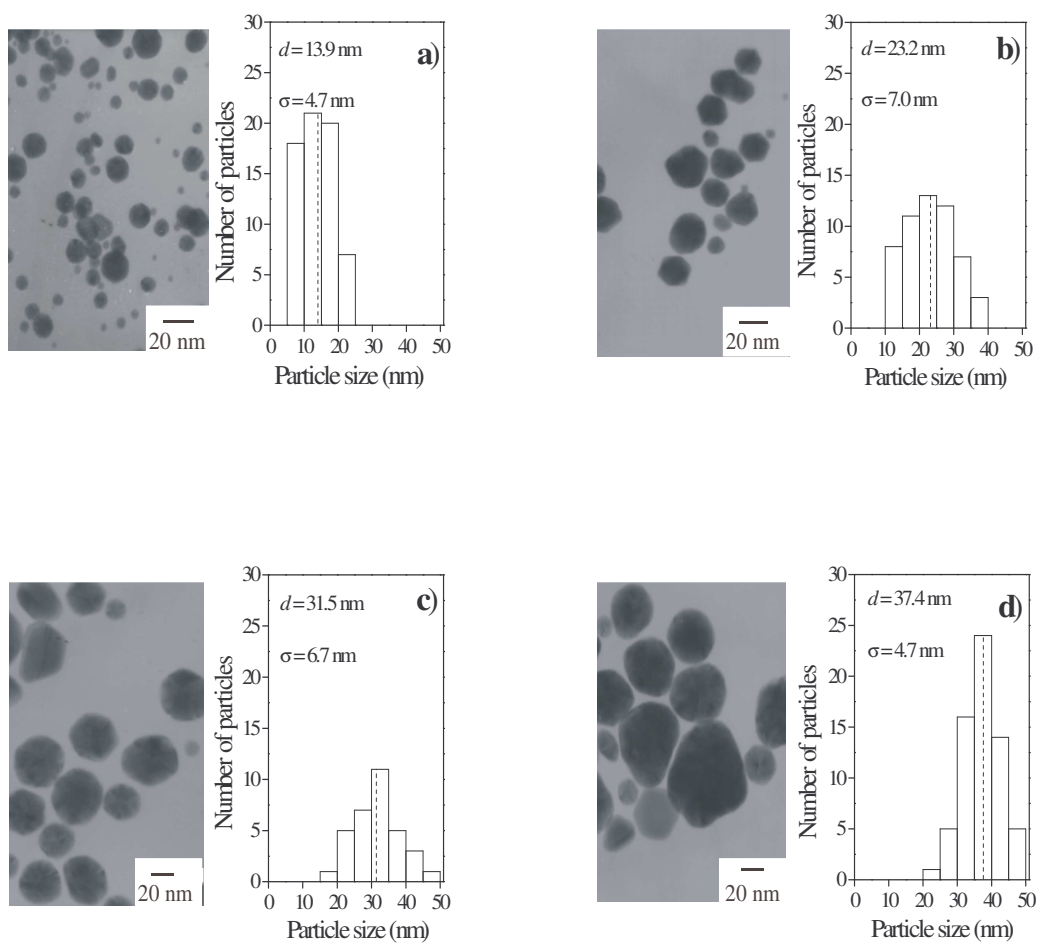 30
d=13.9 nm
a)
25
σ=4.7 nm
20
15
10
5
0
Number of particles
0 10 20 30 40 50
Particle size (nm)
20 nm
30
d=23.2 nm
b)
25
σ=7.0 nm
20
15
10
5
0
Number of particles
0 10 20 30 40 50
Particle size (nm)
20 nm
30
d=31.5 nm
c)
25
σ=6.7 nm
20
15
10
5
0
Number of particles
0 10 20 30 40 50
Particle size (nm)
20 nm
30
d=37.4 nm
d)
25
σ=4.7 nm
20
15
10
5
0
Number of particles
0 10 20 30 40 50
Particle size (nm)
20 nm